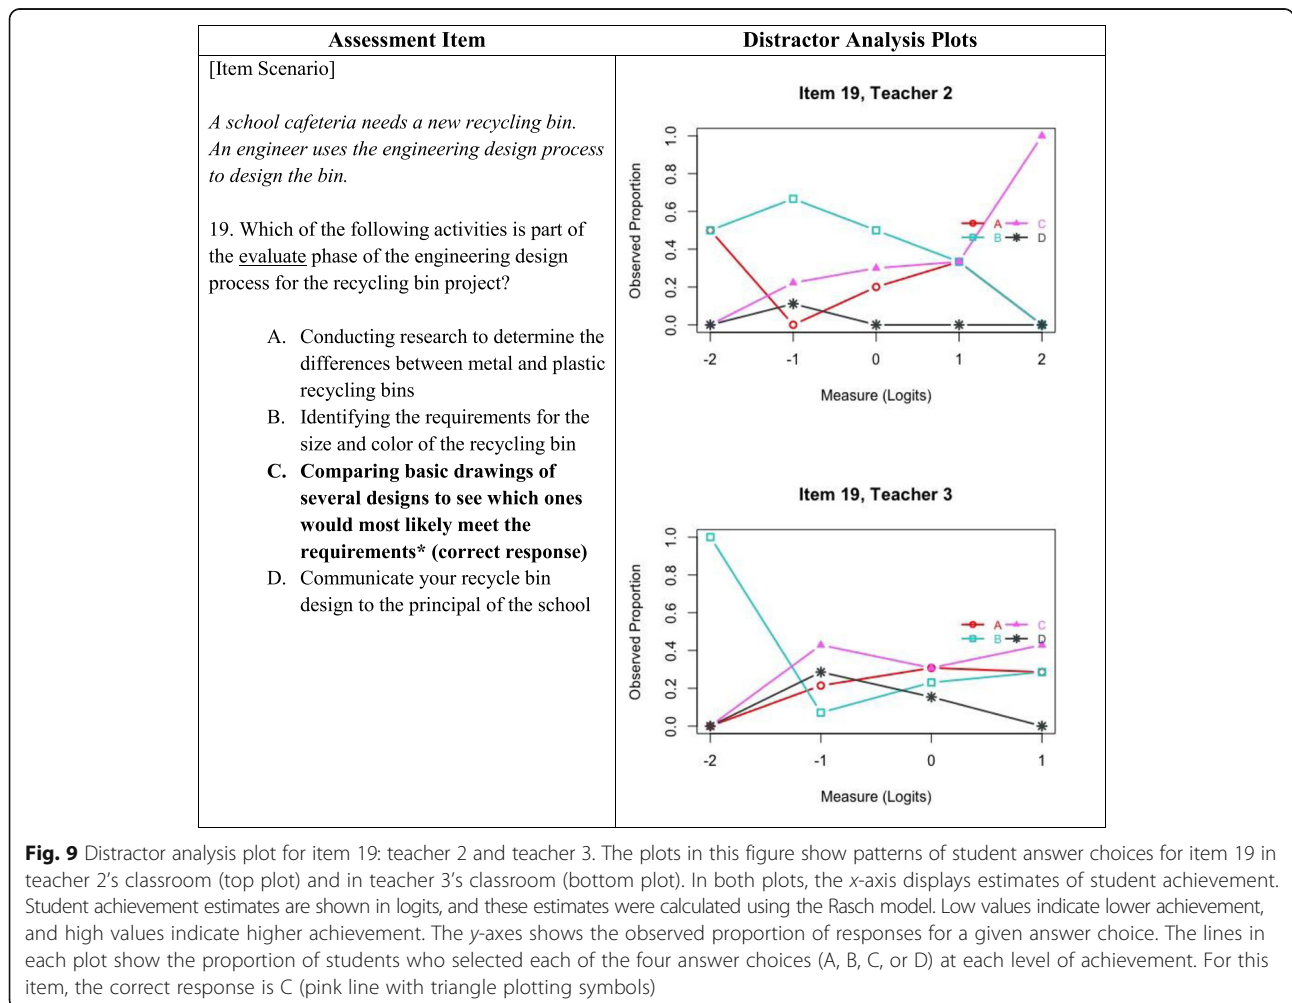 Assessment Item
Distractor Analysis Plots
[Item Scenario]
A school cafeteria needs a new recycling bin.
An engineer uses the engineering design process
to design the bin.
19. Which of the following activities is part of
the evaluate phase of the engineering design
process for the recycling bin project?
A. Conducting research to determine the
differences between metal and plastic
recycling bins
B. Identifying the requirements for the
size and color of the recycling bin
C. Comparing basic drawings of
several designs to see which ones
would most likely meet the
requirements* (correct response)
D. Communicate your recycle bin
design to the principal of the school
Item 19, Teacher 2
Observed Proportion
1.0
0.8
0.6
0.4
0.2
0.0
A C
B D
-2 -1 0 1 2
Measure (Logits)
Item 19, Teacher 3
Observed Proportion
1.0
0.8
0.6
0.4
0.2
0.0
A C
B D
-2 -1 0 1
Measure (Logits)
Fig. 9 Distractor analysis plot for item 19: teacher 2 and teacher 3. The plots in this figure show patterns of student answer choices for item 19 in
teacher 2's classroom (top plot) and in teacher 3's classroom (bottom plot). In both plots, the x-axis displays estimates of student achievement.
Student achievement estimates are shown in logits, and these estimates were calculated using the Rasch model. Low values indicate lower achievement,
and high values indicate higher achievement. The y-axes shows the observed proportion of responses for a given answer choice. The lines in
each plot show the proportion of students who selected each of the four answer choices (A, B, C, or D) at each level of achievement. For this
item, the correct response is C (pink line with triangle plotting symbols)